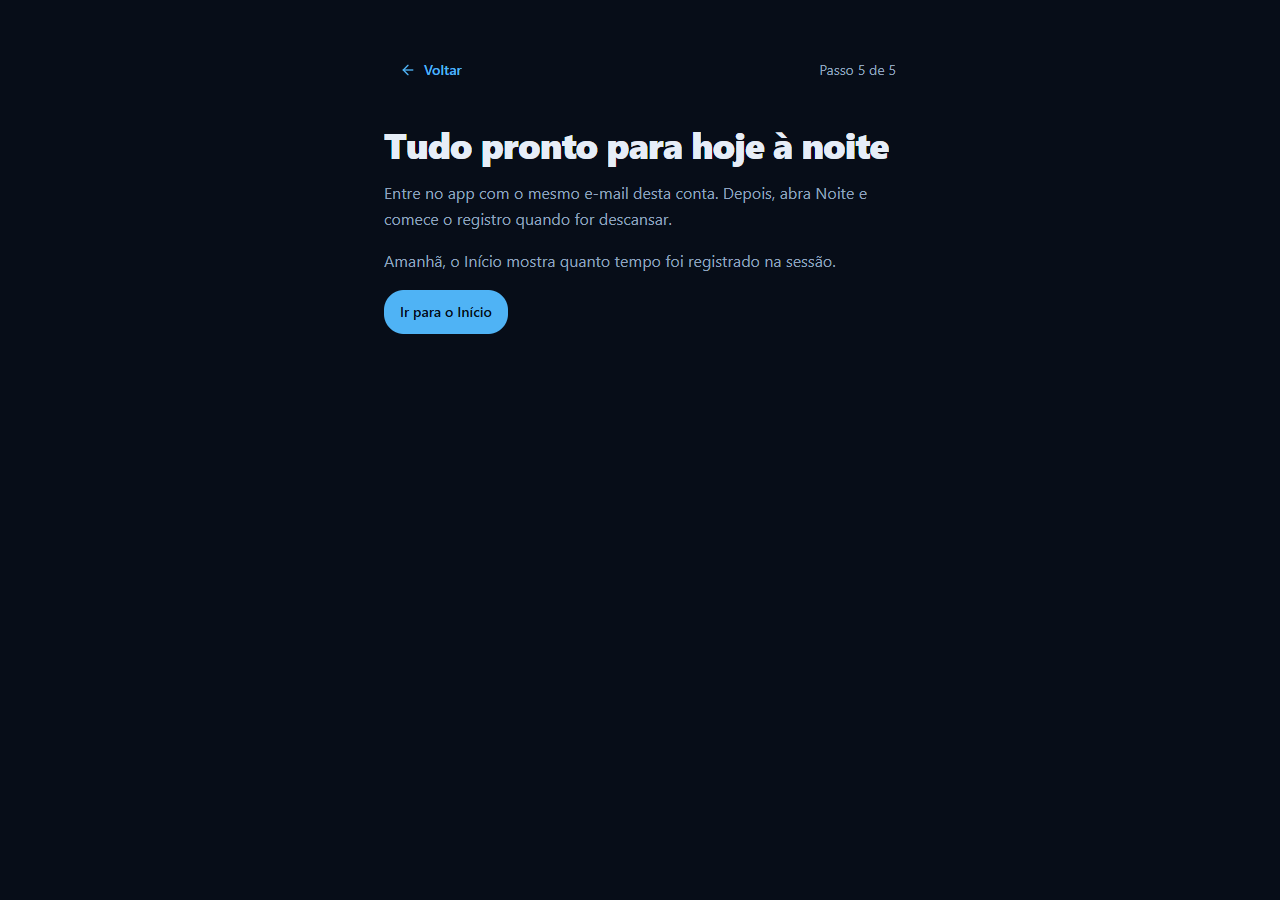 Voltar
Passo 5 de 5
Tudo pronto para hoje à noite
Entre no app com o mesmo e-mail desta conta. Depois, abra Noite e
comece o registro quando for descansar.
Amanhã, o Início mostra quanto tempo foi registrado na sessão.
Ir para o Início